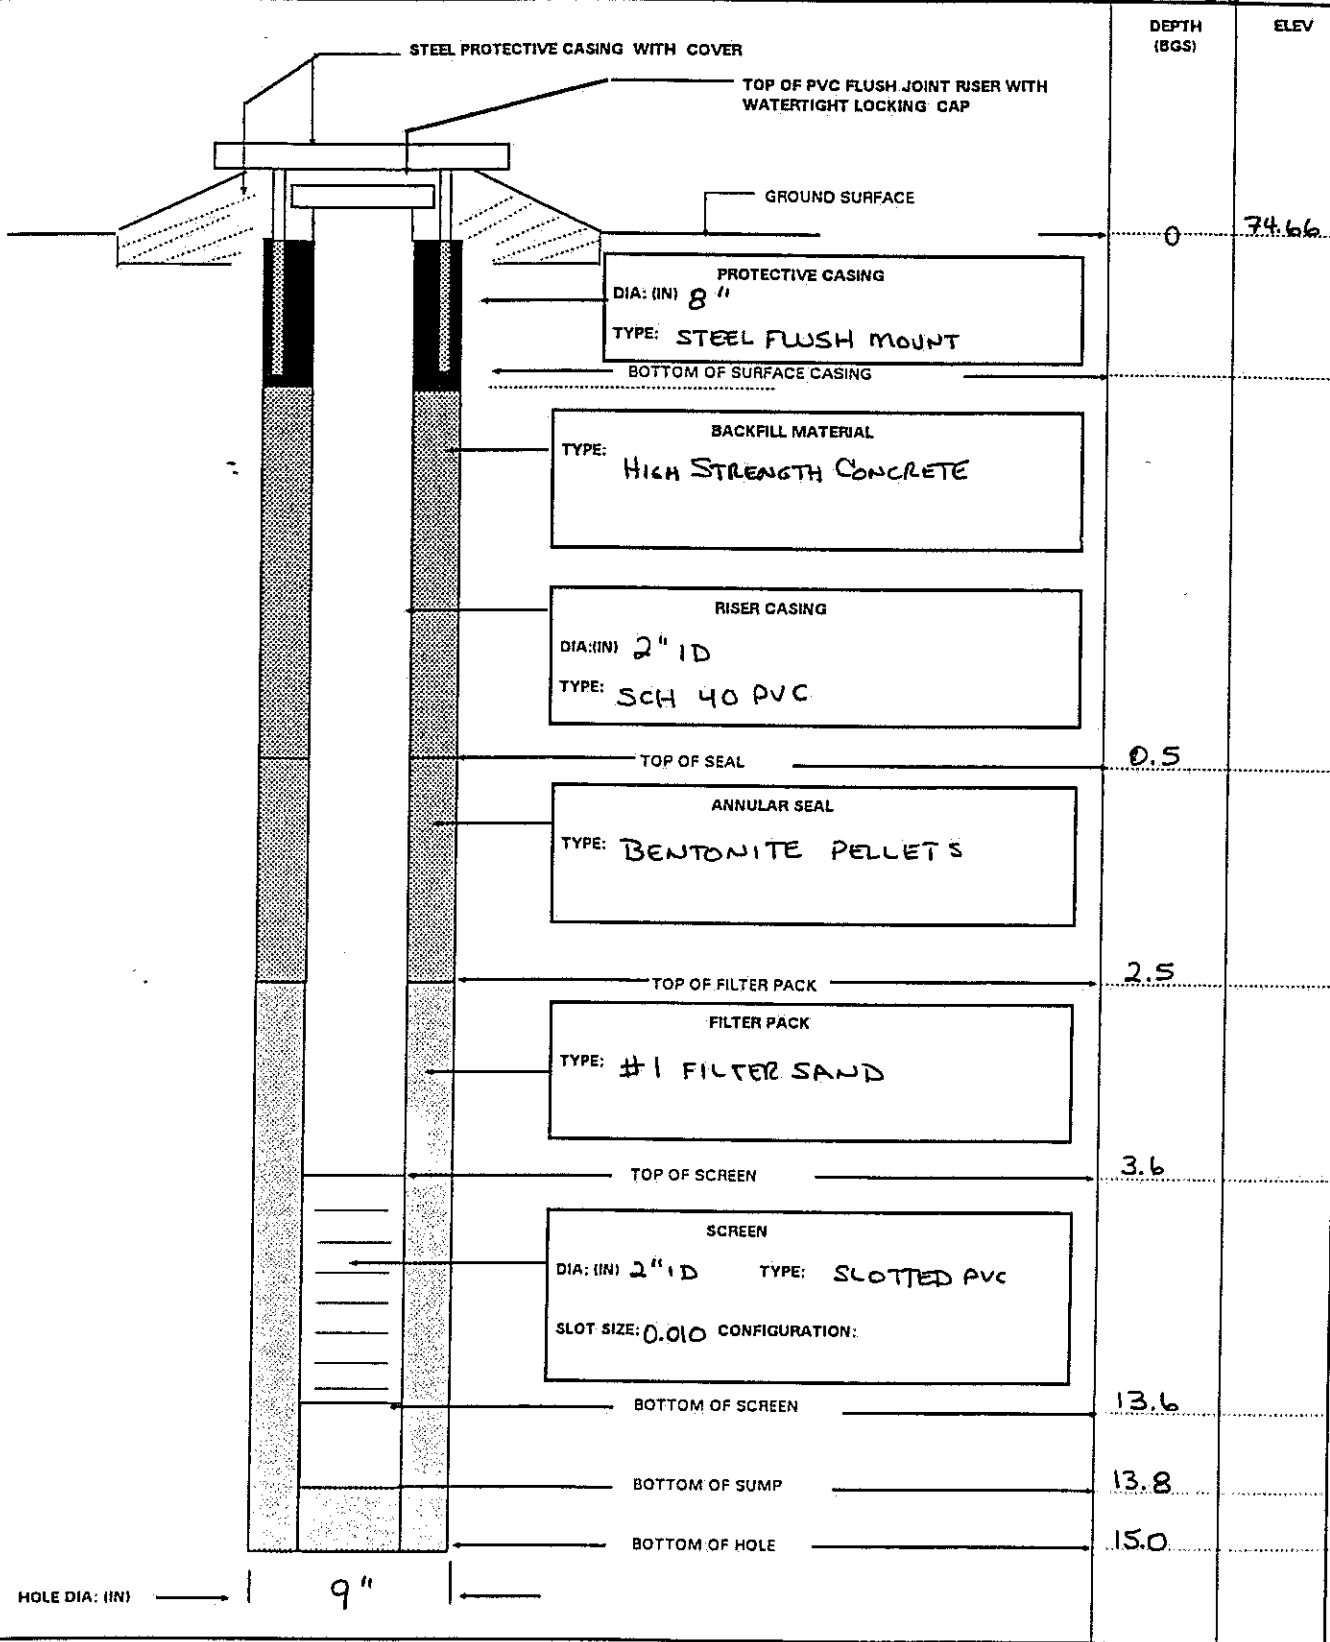 DEPTH
(BGS)
ELEV
STEEL PROTECTIVE CASING WITH COVER
TOP OF PVC FLUSH JOINT RISER WITH
WATERTIGHT LOCKING CAP
GROUND SURFACE
0 74.66
PROTECTIVE CASING
DIA: (IN) 8"
TYPE: STEEL FLUSH MOUNT
BOTTOM OF SURFACE CASING
BACKFILL MATERIAL
TYPE:
HIGH STRENGTH CONCRETE
RISER CASING
DIA:(IN) 2" ID
TYPE: SCH 40 PVC
TOP OF SEAL 0.5
ANNULAR SEAL
TYPE: BENTONITE PELLETS
TOP OF FILTER PACK 2.5
FILTER PACK
TYPE: #1 FILTER SAND
TOP OF SCREEN 3.6
SCREEN
DIA: (IN) 2" ID TYPE: SLOTTED PVC
SLOT SIZE: 0.010 CONFIGURATION:
BOTTOM OF SCREEN 13.6
BOTTOM OF SUMP 13.8
BOTTOM OF HOLE 15.0
HOLE DIA: (IN) 9"